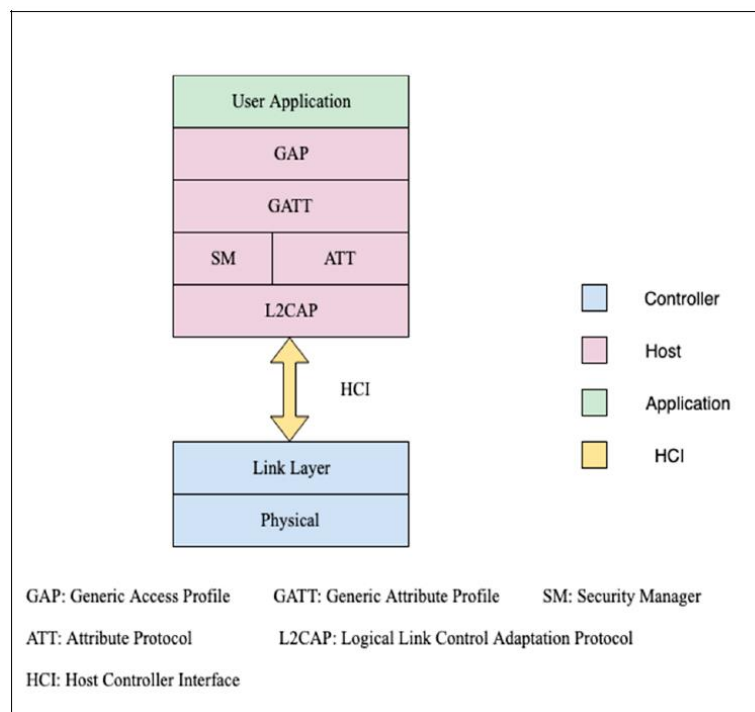 User Application
GAP
GATT
SM ATT
L2CAP
HCI
Link Layer
Physical
Controller
Host
Application
HCI
GAP: Generic Access Profile GATT: Generic Attribute Profile SM: Security Manager
ATT: Attribute Protocol L2CAP: Logical Link Control Adaptation Protocol
HCI: Host Controller Interface